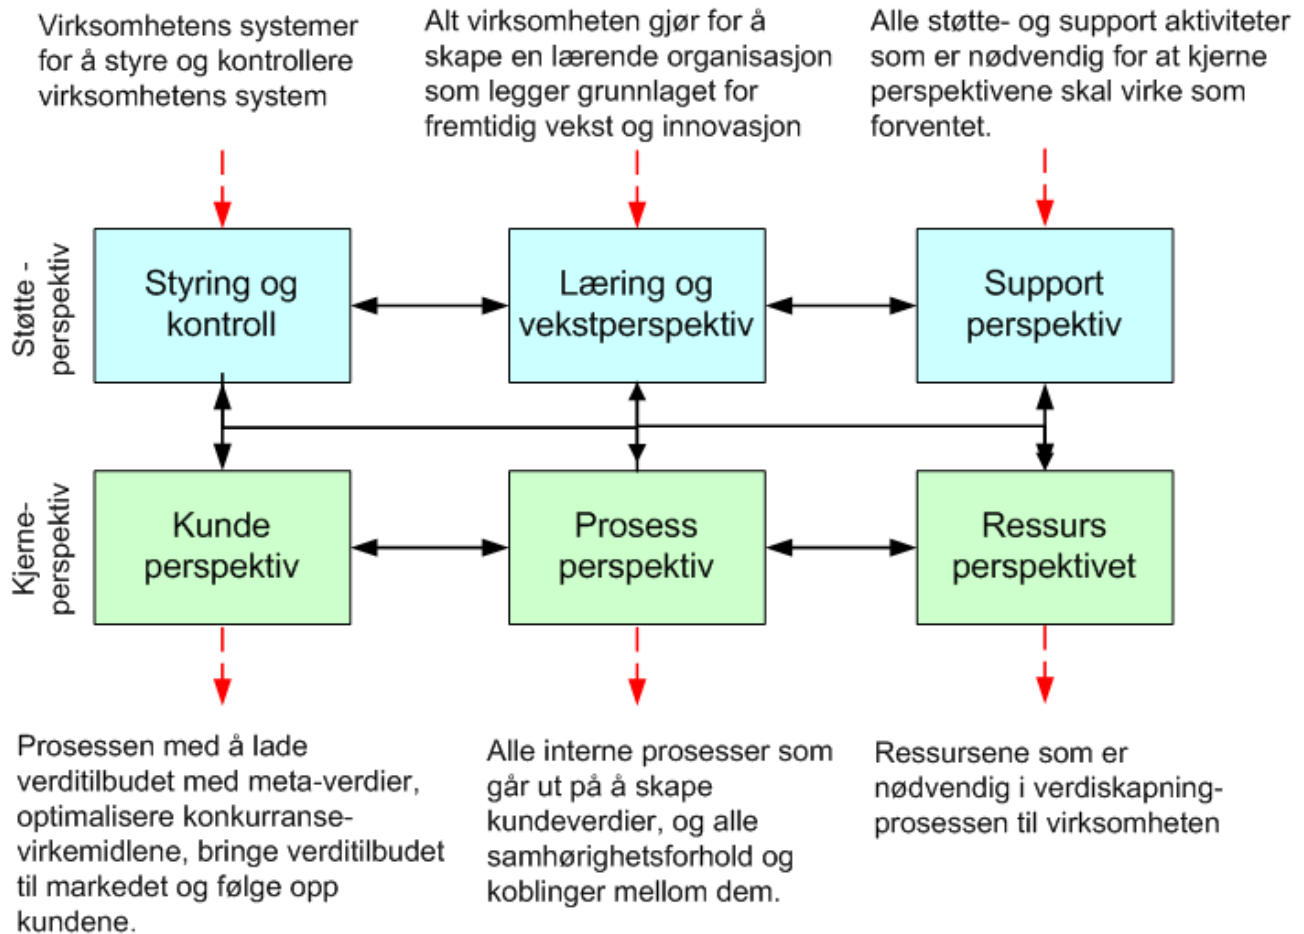 Virksomhetens systemer
for å styre og kontrollere
virksomhetens system
Alt virksomheten gjør for å
skape en lærende organisasjon
som legger grunnlaget for
fremtidig vekst og innovasjon
Alle støtte- og support aktiviteter
som er nødvendig for at kjerne
perspektivene skal virke som
forventet.
Støtte -
perspektiv
Styring og
kontroll
Læring og
vekstperspektiv
Support
perspektiv
Kjerne-
perspektiv
Kunde
perspektiv
Prosess
perspektiv
Ressurs
perspektivet
Prosessen med å lade
verditilbudet med meta-verdier,
optimalisere konkurranse-
virkemidlene, bringe verditilbudet
til markedet og følge opp
kundene.
Alle interne prosesser som
går ut på å skape
kundeverdier, og alle
samhørighetsforhold og
koblinger mellom dem.
Ressursene som er
nødvendig i verdiskapning-
prosessen til virksomheten